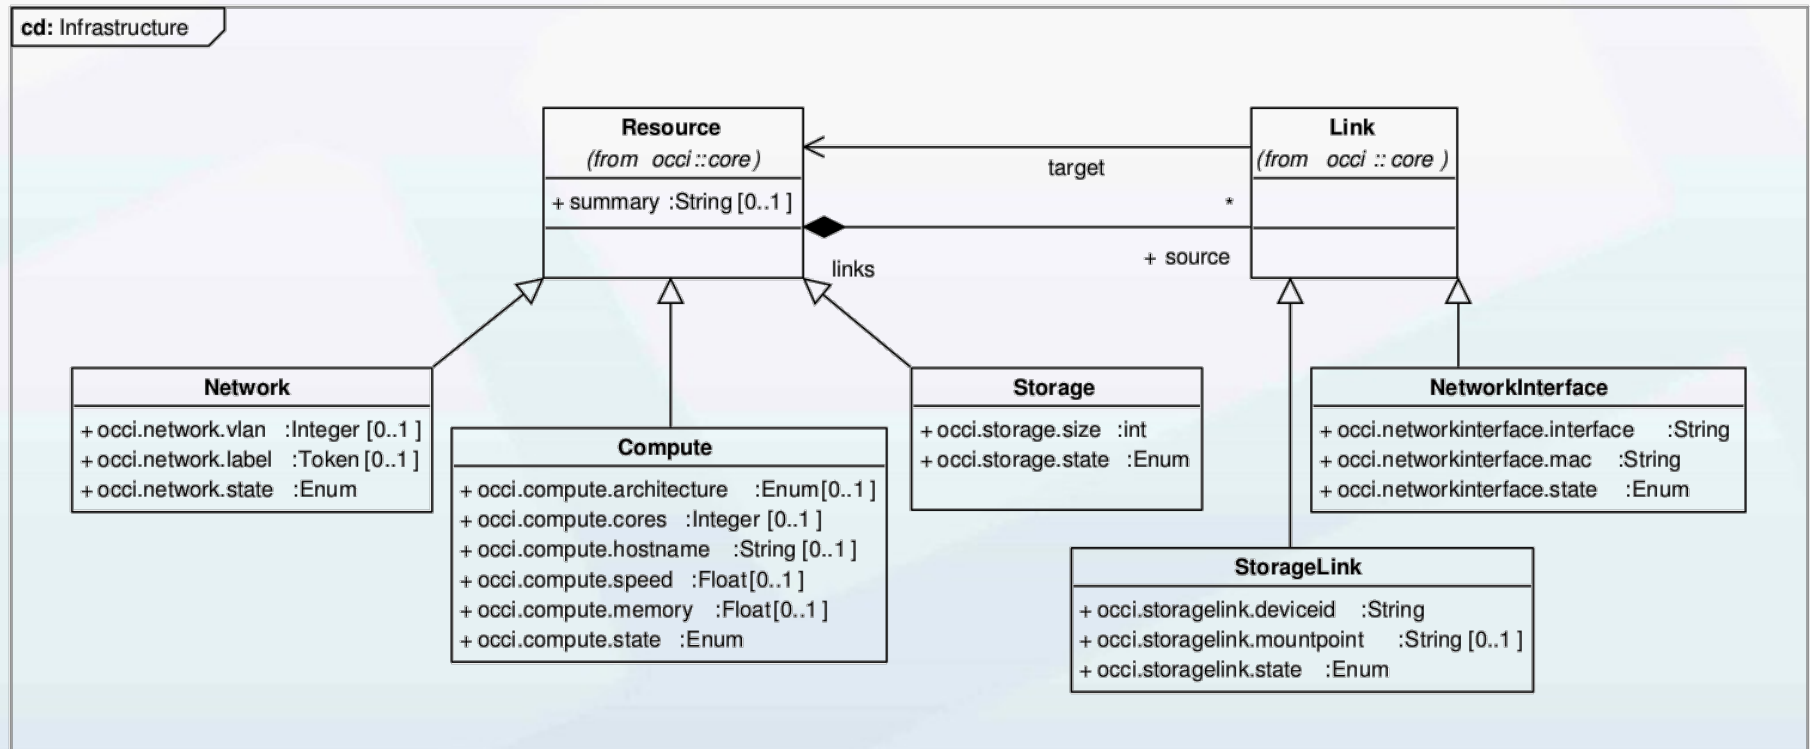 cd: Infrastructure
Resource
(from occi::core)
+ summary :String [0..1]
Link
(from occi :: core )
target
*
+ source
links
Network
+ occi.network.vlan :Integer [0..1 ]
+ occi.network.label :Token [0..1 ]
+ occi.network.state :Enum
Compute
+ occi.compute.architecture :Enum[0..1 ]
+ occi.compute.cores :Integer [0..1 ]
+ occi.compute.hostname :String [0..1 ]
+ occi.compute.speed :Float[0..1 ]
+ occi.compute.memory :Float[0..1 ]
+ occi.compute.state :Enum
Storage
+ occi.storage.size :int
+ occi.storage.state :Enum
NetworkInterface
+ occi.networkinterface.interface :String
+ occi.networkinterface.mac :String
+ occi.networkinterface.state :Enum
StorageLink
+ occi.storagelink.deviceid :String
+ occi.storagelink.mountpoint :String [0..1 ]
+ occi.storagelink.state :Enum